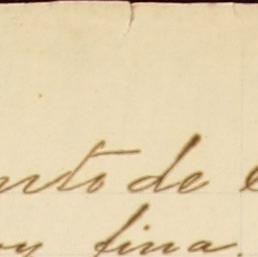 nto de
fina.